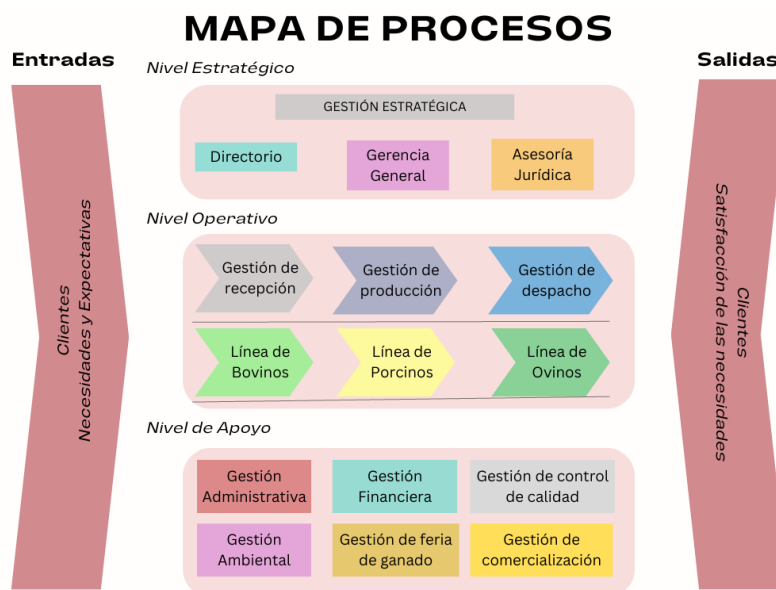 MAPA DE PROCESOS
Entradas
Salidas
Nivel Estratégico
GESTIÓN ESTRATÉGICA
Directorio
Gerencia
General
Asesoría
Jurídica
Clientes
Necesidades y Expectativas
Nivel Operativo
Gestión de
recepción
Gestión de
producción
Gestión de
despacho
Línea de
Bovinos
Línea de
Porcinos
Línea de
Ovinos
Clientes
Satisfacción de las necesidades
Nivel de Apoyo
Gestión
Administrativa
Gestión
Financiera
Gestión de control
de calidad
Gestión
Ambiental
Gestión de feria
de ganado
Gestión de
comercialización